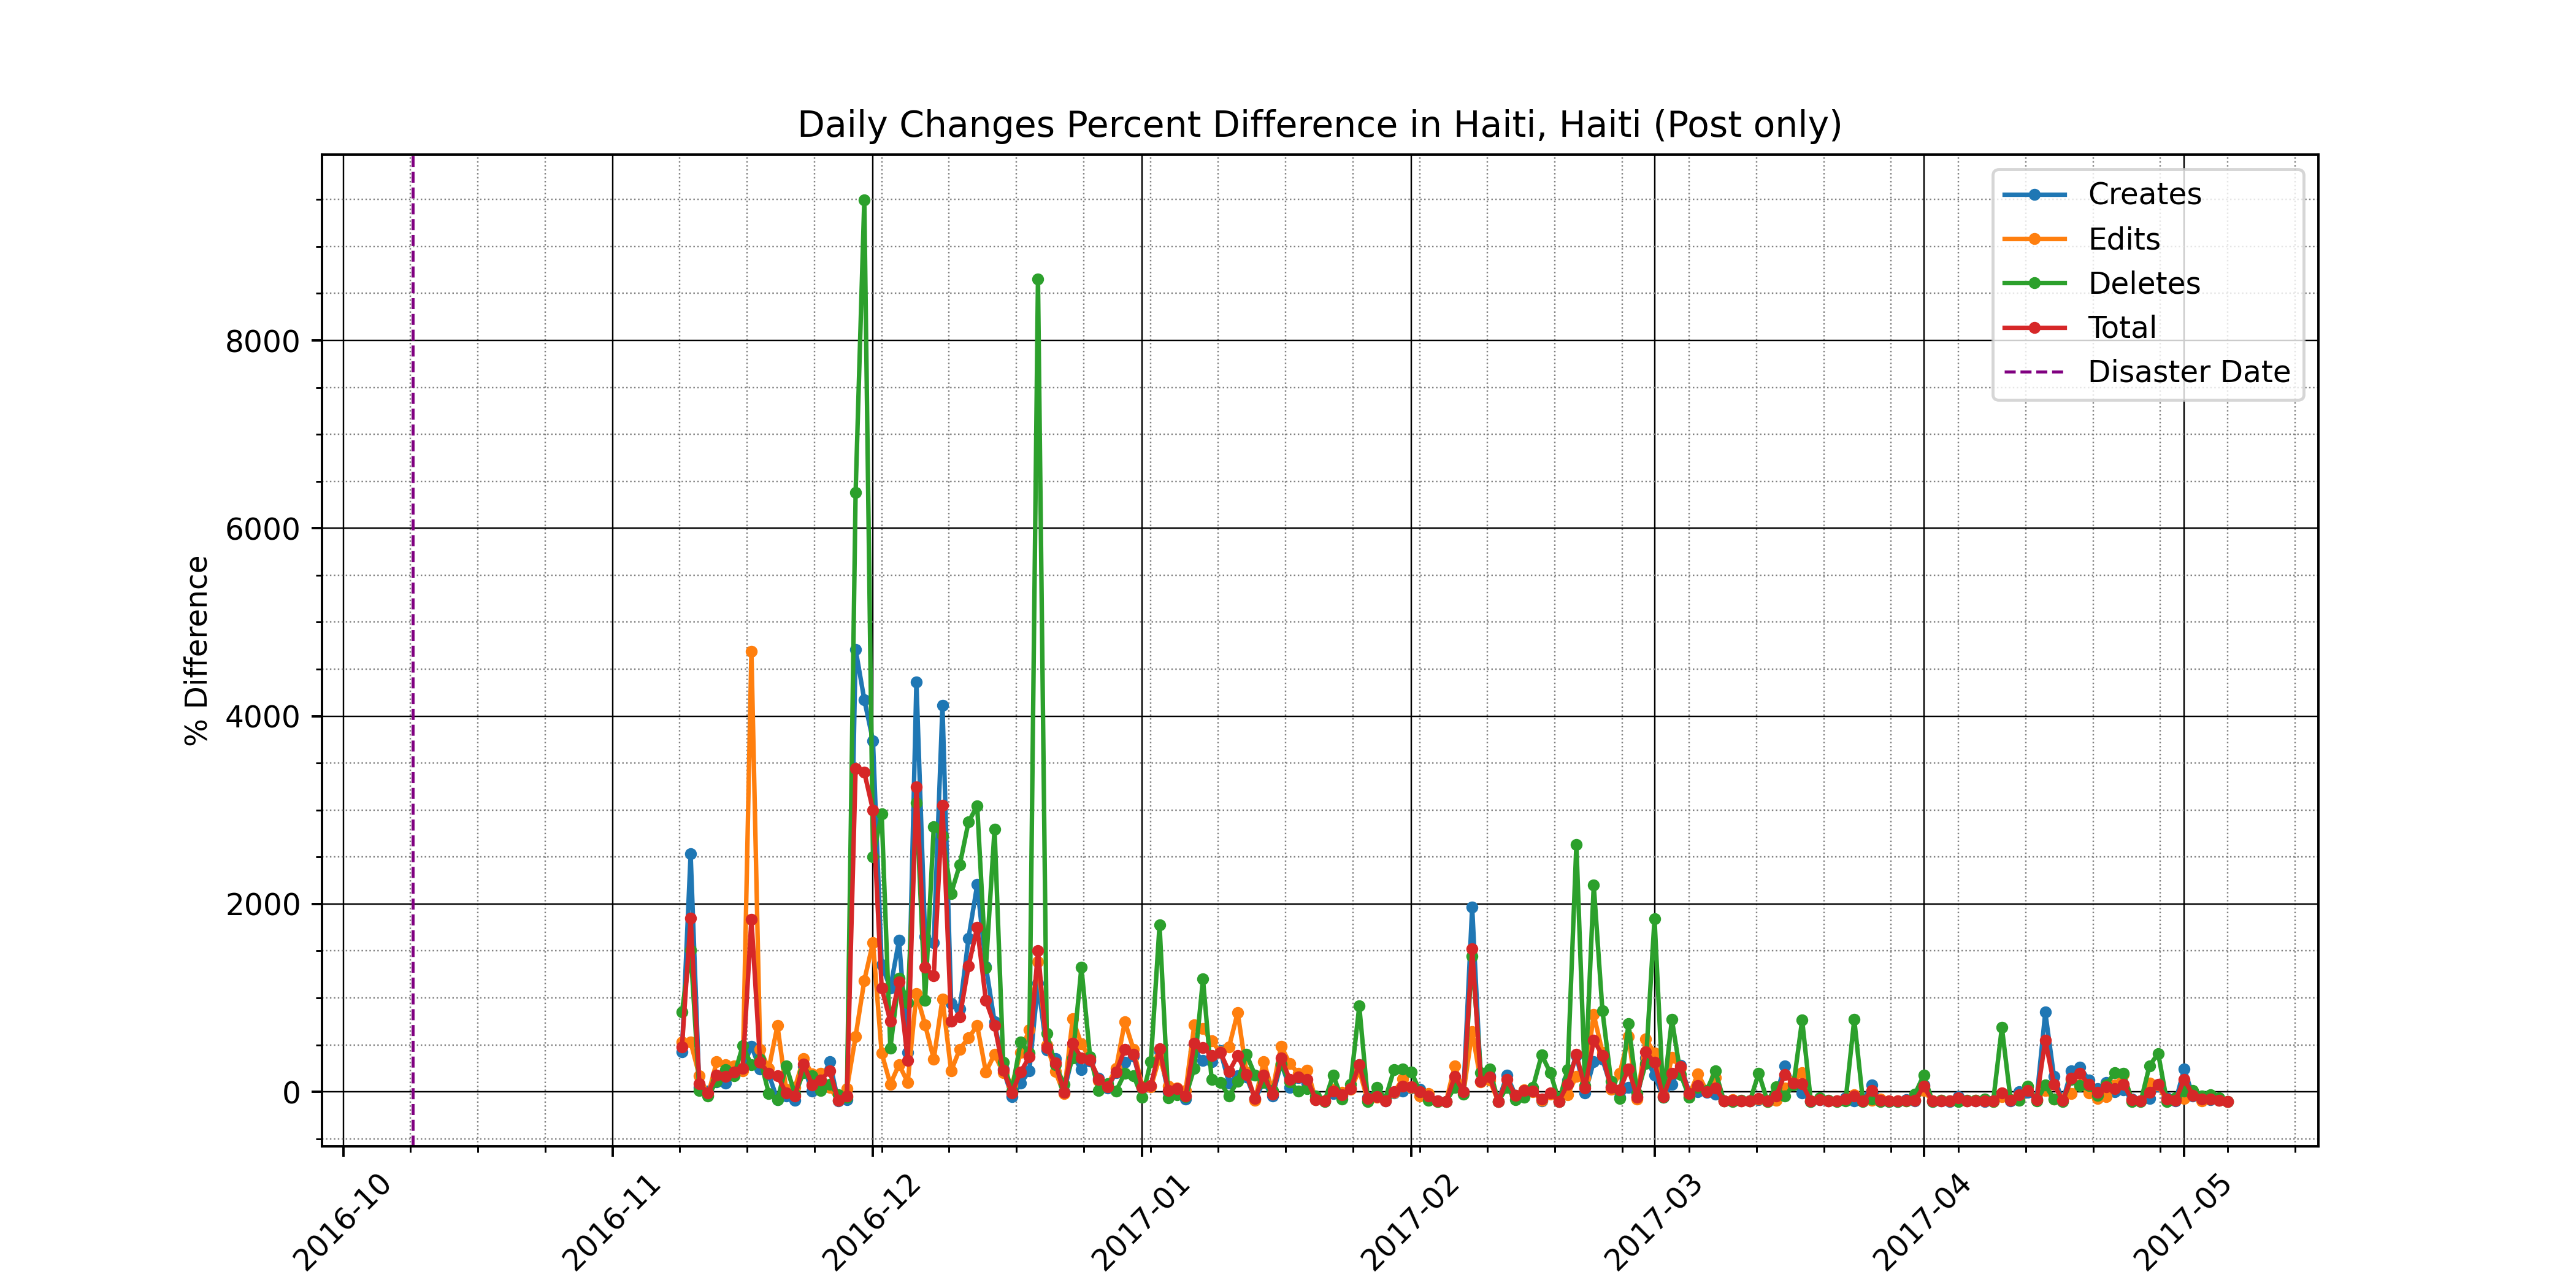 Daily Changes Percent Difference in Haiti, Haiti (Post only)
Creates
Edits
Deletes
Total
Disaster Date
% Difference
8000
6000
4000
2000
0
2016-10
2016-11
2016-12
2017-01
2017-02
2017-03
2017-04
2017-05